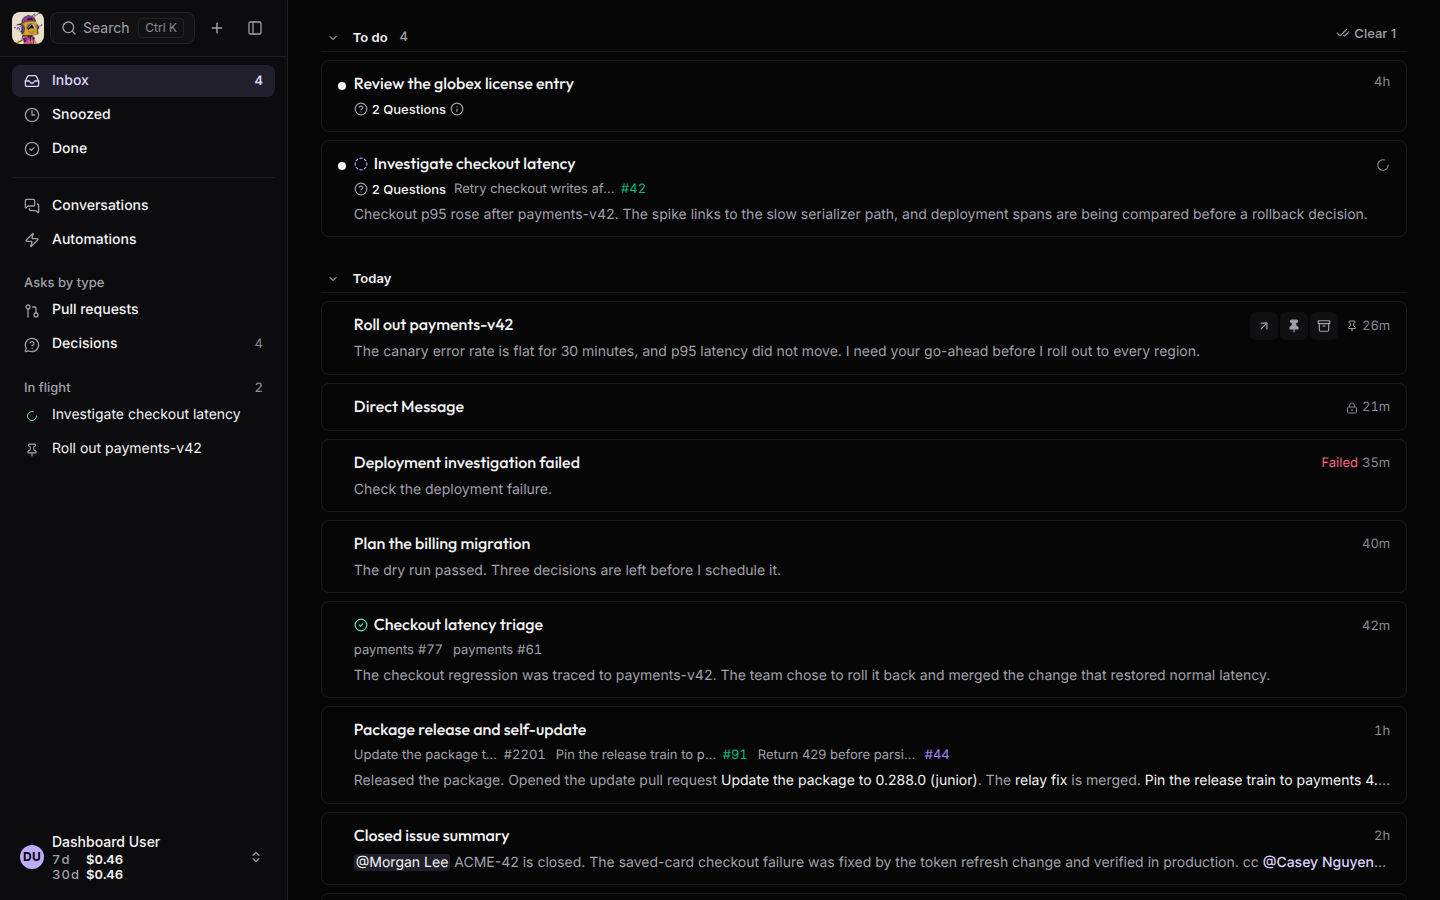 Search Ctrl K
Inbox 4
Snoozed
Done
Conversations
Automations
Asks by type
Pull requests
Decisions 4
In flight 2
Investigate checkout latency
Roll out payments-v42
DU Dashboard User
7d $0.46
30d $0.46
To do 4 Clear 1
Review the globex license entry 4h
2 Questions
Investigate checkout latency
2 Questions Retry checkout writes af... #42
Checkout p95 rose after payments-v42. The spike links to the slow serializer path, and deployment spans are being compared before a rollback decision.
Today
Roll out payments-v42 26m
The canary error rate is flat for 30 minutes, and p95 latency did not move. I need your go-ahead before I roll out to every region.
Direct Message 21m
Deployment investigation failed Failed 35m
Check the deployment failure.
Plan the billing migration 40m
The dry run passed. Three decisions are left before I schedule it.
Checkout latency triage 42m
payments #77 payments #61
The checkout regression was traced to payments-v42. The team chose to roll it back and merged the change that restored normal latency.
Package release and self-update 1h
Update the package t... #2201 Pin the release train to p... #91 Return 429 before parsi... #44
Released the package. Opened the update pull request Update the package to 0.288.0 (junior). The relay fix is merged. Pin the release train to payments 4....
Closed issue summary 2h
@Morgan Lee ACME-42 is closed. The saved-card checkout failure was fixed by the token refresh change and verified in production. cc @Casey Nguyen...